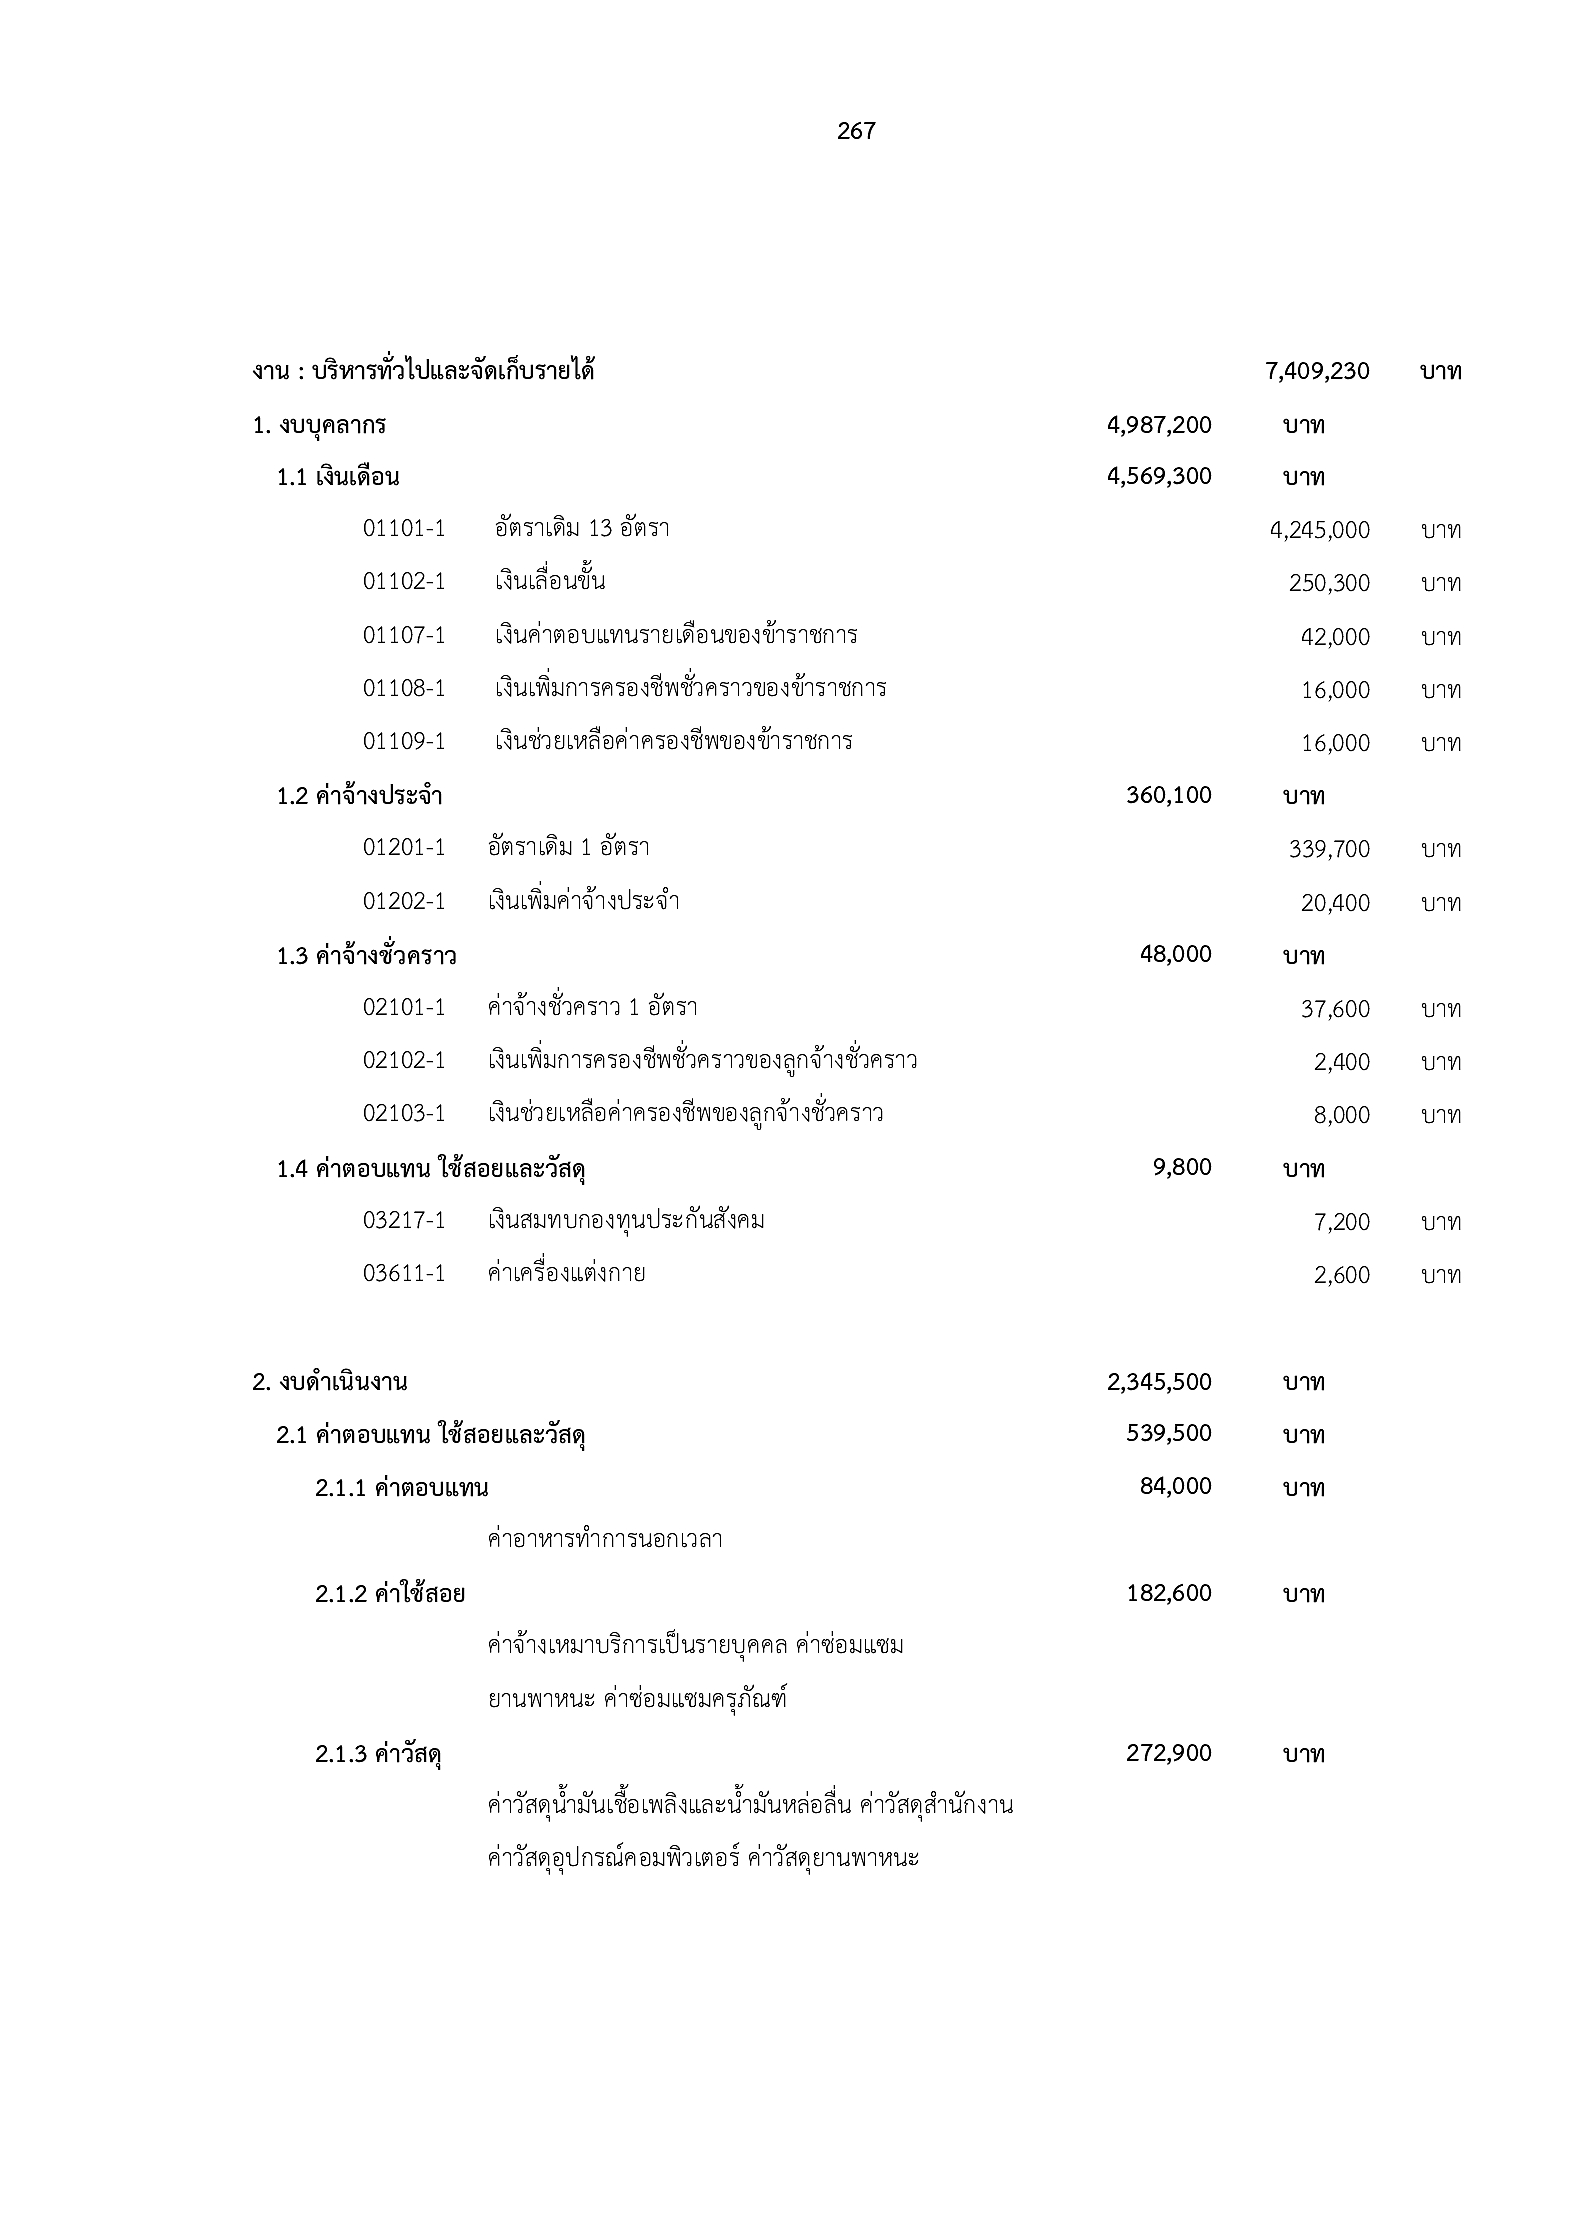 267
งาน : บริหารทั่วไปและจัดเก็บรายได้ 7,409,230 บาท
1. งบบุคลากร 4,987,200 บาท
1.1 เงินเดือน 4,569,300 บาท
01101-1 อัตราเดิม 13 อัตรา 4,245,000 บาท
01102-1 เงินเลื่อนขั้น 250,300 บาท
01107-1 เงินค่าตอบแทนรายเดือนของข้าราชการ 42,000 บาท
01108-1 เงินเพิ่มการครองชีพชั่วคราวของข้าราชการ 16,000 บาท
01109-1 เงินช่วยเหลือค่าครองชีพของข้าราชการ 16,000 บาท
1.2 ค่าจ้างประจำ 360,100 บาท
01201-1 อัตราเดิม 1 อัตรา 339,700 บาท
01202-1 เงินเพิ่มค่าจ้างประจำ 20,400 บาท
1.3 ค่าจ้างชั่วคราว 48,000 บาท
02101-1 ค่าจ้างชั่วคราว 1 อัตรา 37,600 บาท
02102-1 เงินเพิ่มการครองชีพชั่วคราวของลูกจ้างชั่วคราว 2,400 บาท
02103-1 เงินช่วยเหลือค่าครองชีพของลูกจ้างชั่วคราว 8,000 บาท
1.4 ค่าตอบแทน ใช้สอยและวัสดุ 9,800 บาท
03217-1 เงินสมทบกองทุนประกันสังคม 7,200 บาท
03611-1 ค่าเครื่องแต่งกาย 2,600 บาท
2. งบดำเนินงาน 2,345,500 บาท
2.1 ค่าตอบแทน ใช้สอยและวัสดุ 539,500 บาท
2.1.1 ค่าตอบแทน 84,000 บาท
ค่าอาหารทำการนอกเวลา
2.1.2 ค่าใช้สอย 182,600 บาท
ค่าจ้างเหมาบริการเป็นรายบุคคล ค่าซ่อมแซม
ยานพาหนะ ค่าซ่อมแซมครุภัณฑ์
2.1.3 ค่าวัสดุ 272,900 บาท
ค่าวัสดุน้ำมันเชื้อเพลิงและน้ำมันหล่อลื่น ค่าวัสดุสำนักงาน
ค่าวัสดุอุปกรณ์คอมพิวเตอร์ ค่าวัสดุยานพาหนะ